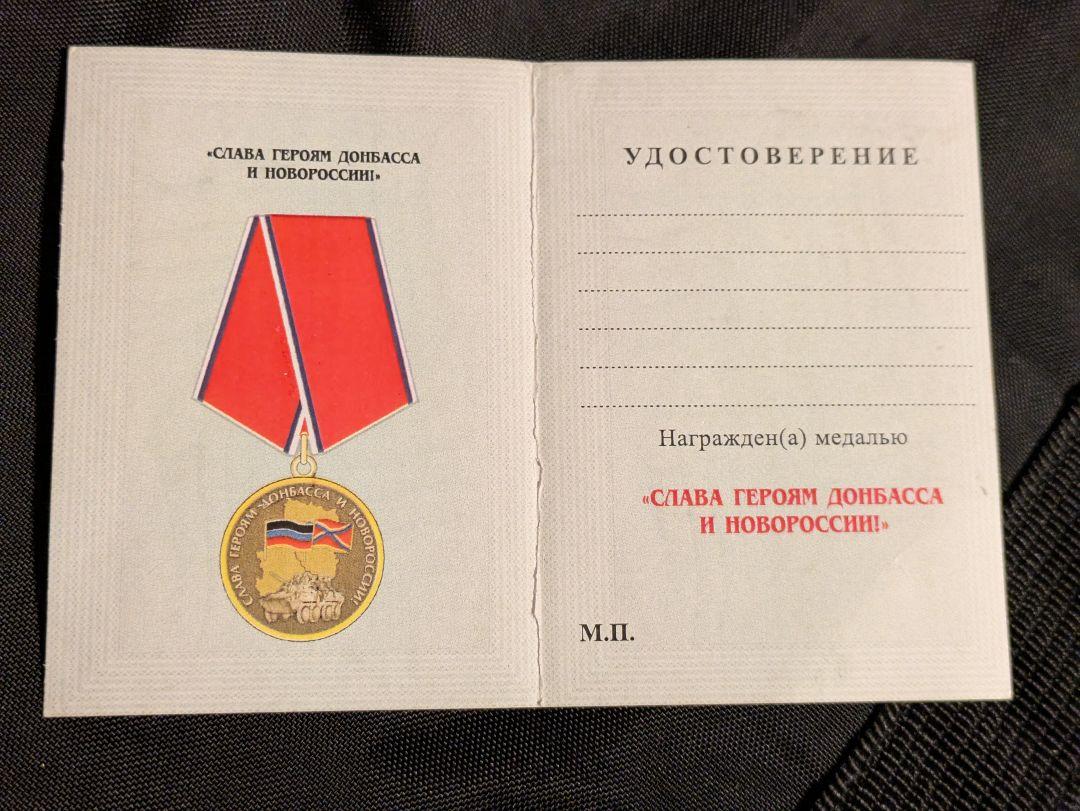 «СЛАВА ГЕРОЯМ ДОНБАССА
И НОВОРОССИИ!»
СЛАВА ГЕРОЯМ ДОНБАССА И НОВОРОССИИ!
УДОСТОВЕРЕНИЕ
Награжден(а) медалью
«СЛАВА ГЕРОЯМ ДОНБАССА
И НОВОРОССИИ!»
М.П.